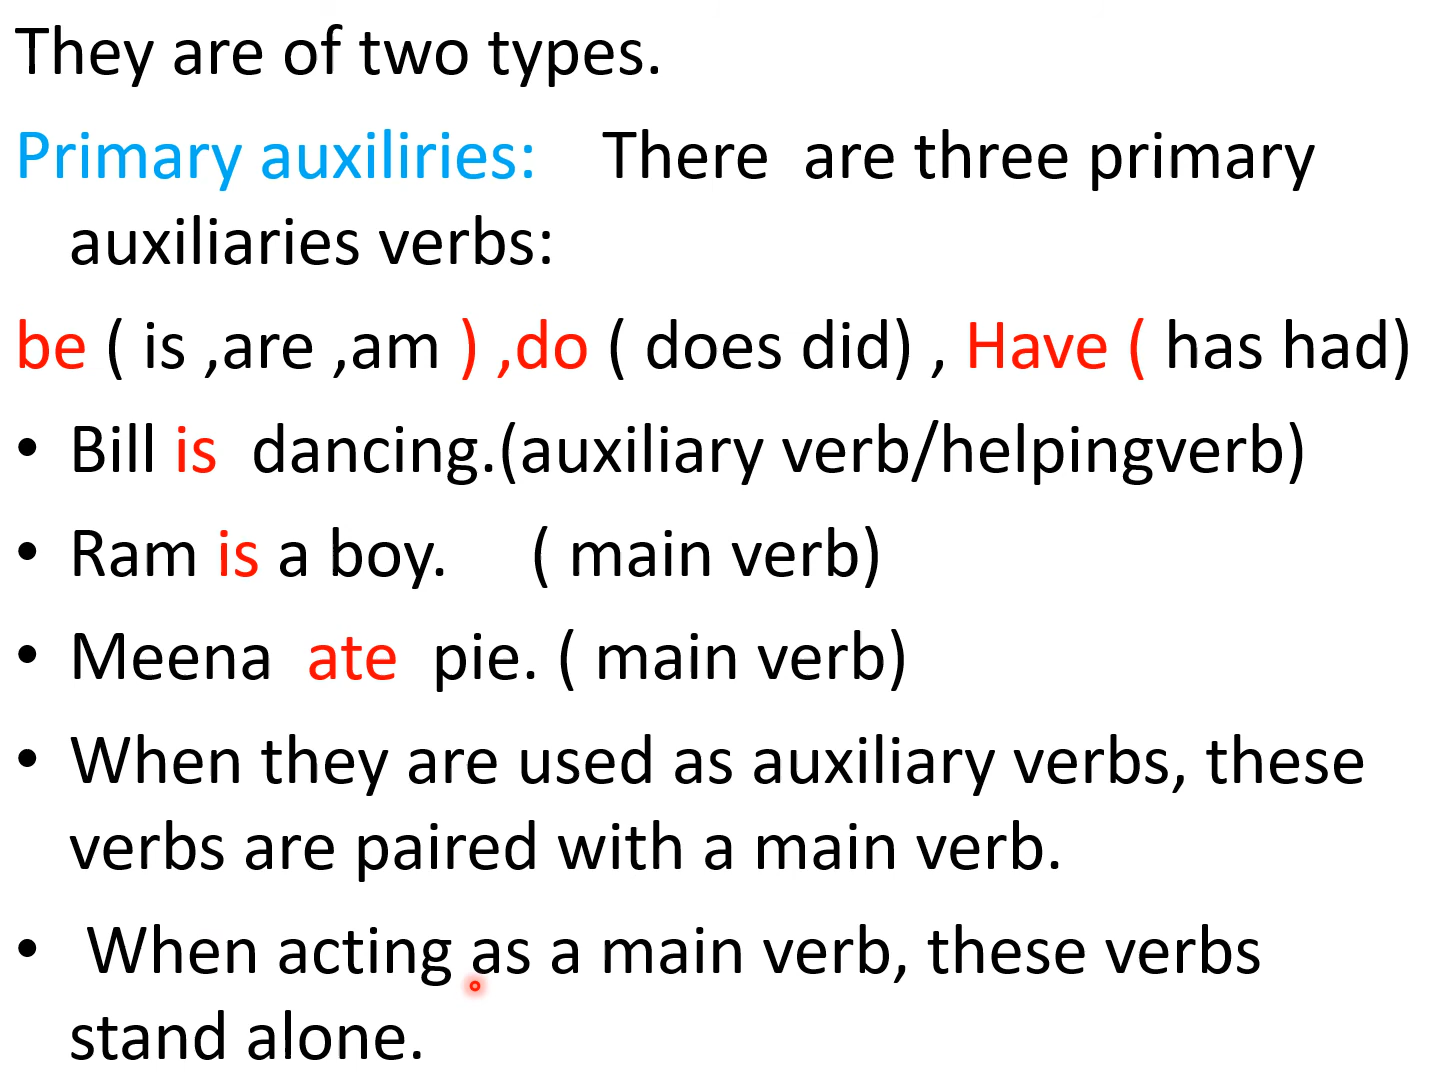 They are of two types.
Primary auxiliries: There are three primary
auxiliaries verbs:
be ( is ,are ,am ) ,do ( does did) , Have ( has had)
• Bill is dancing.(auxiliary verb/helpingverb)
• Ram is a boy. ( main verb)
• Meena ate pie. ( main verb)
• When they are used as auxiliary verbs, these
verbs are paired with a main verb.
• When acting as a main verb, these verbs
stand alone.